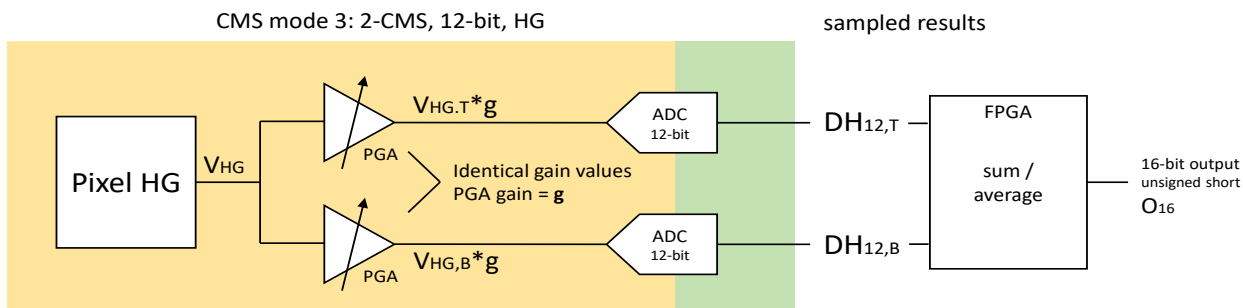 CMS mode 3: 2-CMS, 12-bit, HG
sampled results
Pixel HG
VHG
VHG.T*g
PGA
Identical gain values
PGA gain = g
PGA
VHG,B*g
ADC
12-bit
ADC
12-bit
DH12,T
DH12,B
FPGA
sum /
average
16-bit output
unsigned short
O16